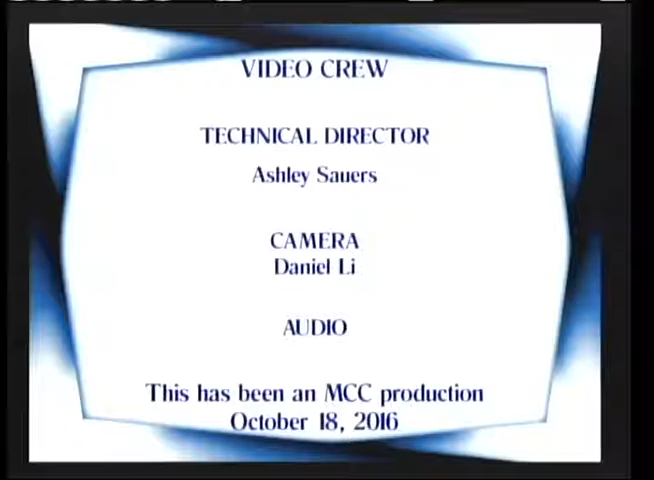 VIDEO CREW
TECHNICAL DIRECTOR
Ashley Sauers
CAMERA
Daniel Li
AUDIO
This has been an MCC production
October 18, 2016